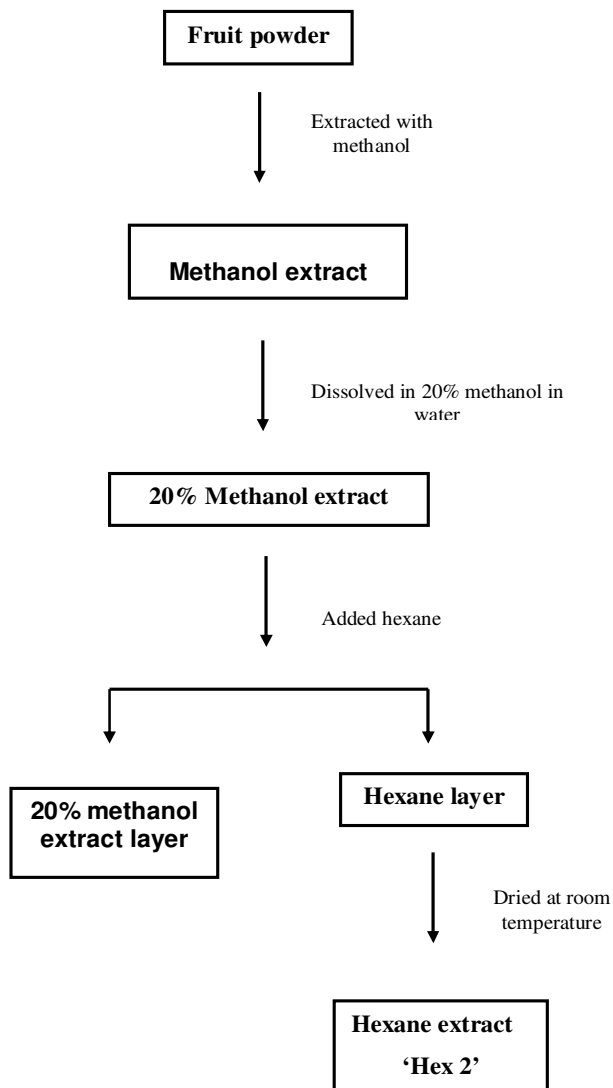 Fruit powder
Extracted with
methanol
Methanol extract
Dissolved in 20% methanol in
water
20% Methanol extract
Added hexane
20% methanol
extract layer
Hexane layer
Dried at room
temperature
Hexane extract
‘Hex 2’